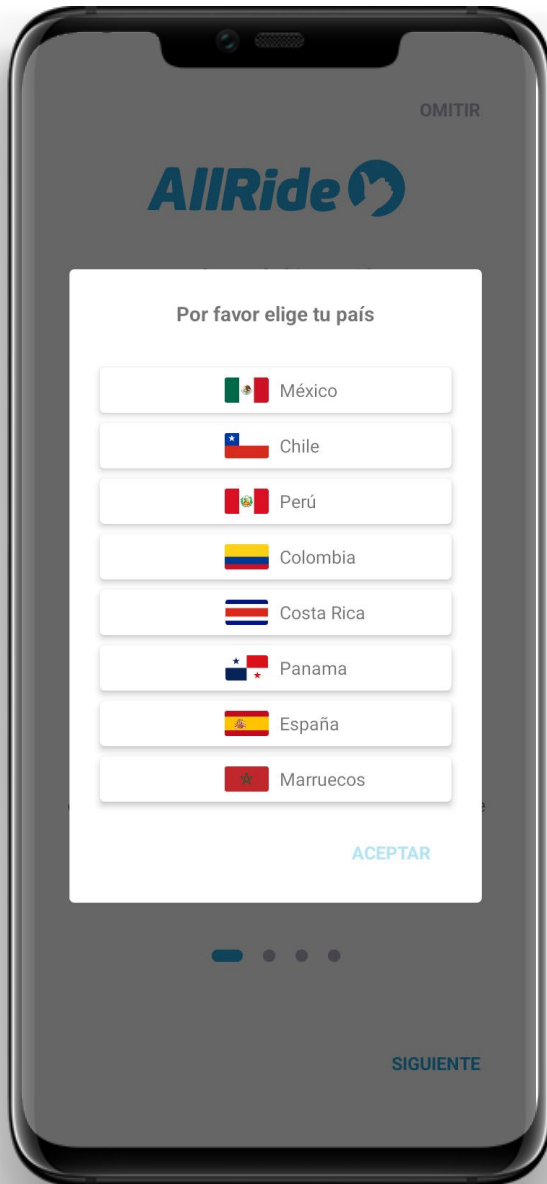 OMITIR
AllRide
Por favor elige tu país
México
Chile
Perú
Colombia
Costa Rica
Panama
España
Marruecos
ACEPTAR
SIGUIENTE